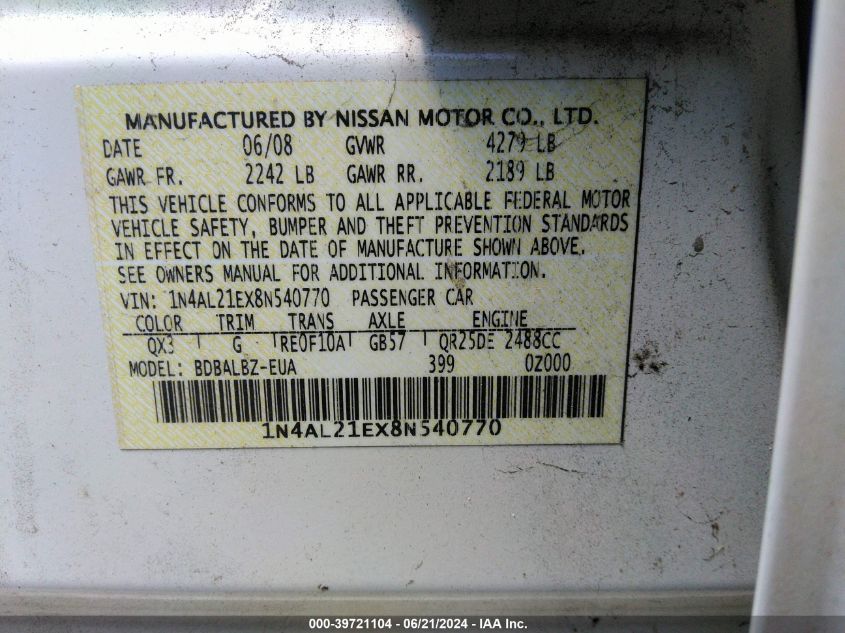 MANUFACTURED BY NISSAN MOTOR CO., LTD.
DATE 06/08 GVWR 4279 LB
GAWR FR. 2242 LB GAWR RR. 2189 LB
THIS VEHICLE CONFORMS TO ALL APPLICABLE FEDERAL MOTOR
VEHICLE SAFETY, BUMPER AND THEFT PREVENTION STANDARDS
IN EFFECT ON THE DATE OF MANUFACTURE SHOWN ABOVE.
SEE OWNERS MANUAL FOR ADDITIONAL INFORMATION.
VIN: 1N4AL21EX8N540770 PASSENGER CAR
COLOR TRIM TRANS AXLE ENGINE
QX3 G RE0F10A GB57 QR25DE 2488CC
MODEL: BDBALBZ-EUA 399 0Z000
1N4AL21EX8N540770
000-39721104 - 06/21/2024 - IAA Inc.